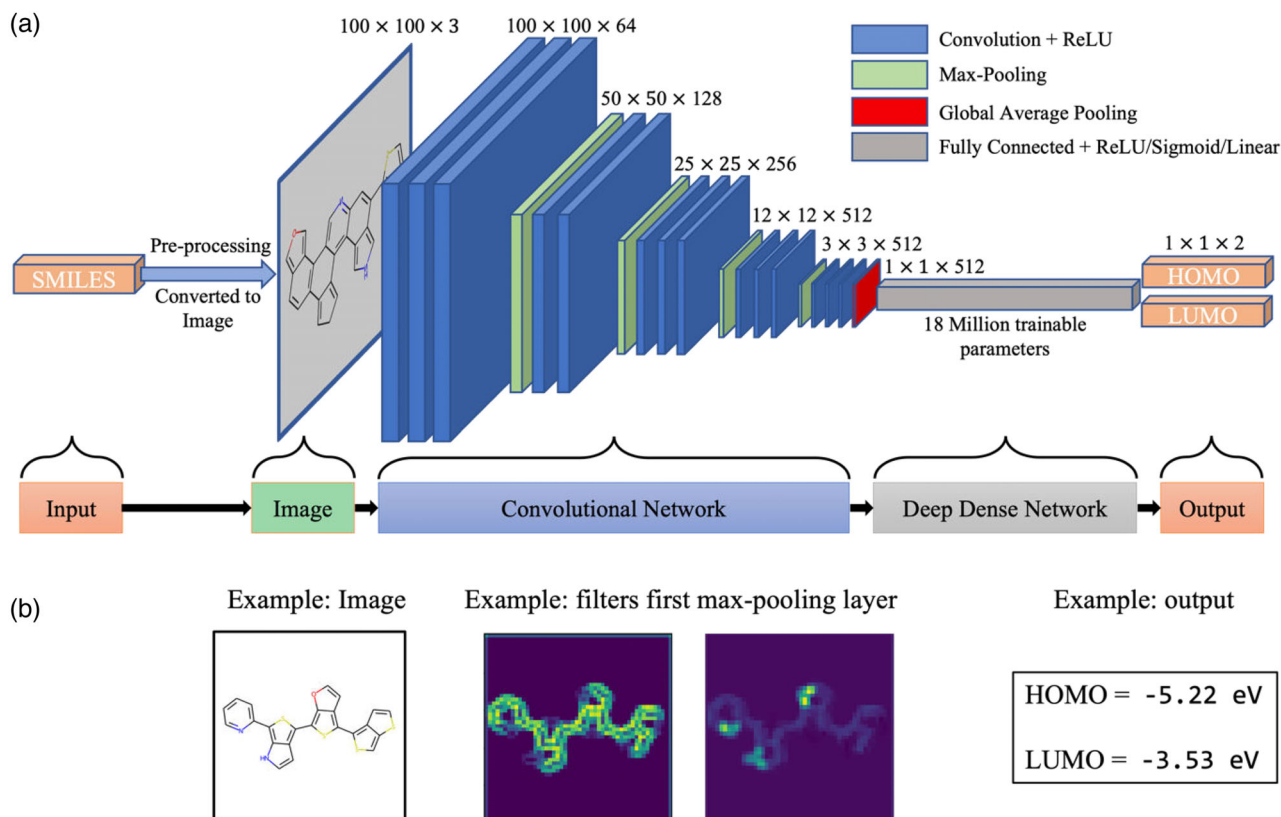 (a)
100 × 100 × 3
100 × 100 × 64
50 × 50 × 128
25 × 25 × 256
12 × 12 × 512
3 × 3 × 512
1 × 1 × 512
1 × 1 × 2
Convolution + ReLU
Max-Pooling
Global Average Pooling
Fully Connected + ReLU/Sigmoid/Linear
SMILES
Pre-processing
Converted to
Image
18 Million trainable
parameters
HOMO
LUMO
Input
Image
Convolutional Network
Deep Dense Network
Output
(b)
Example: Image
Example: filters first max-pooling layer
Example: output
O
S
N
S
S
S
HN
HOMO = -5.22 eV
LUMO = -3.53 eV